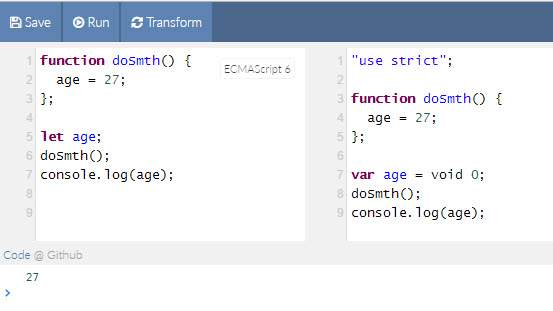 Save Run Transform
1 function doSmth() {
2 age = 27;
3 };
4
5 let age;
6 doSmth();
7 console.log(age);
8
9
ECMAScript 6
1 "use strict";
2
3 function doSmth() {
4 age = 27;
5 };
6
7 var age = void 0;
8 doSmth();
9 console.log(age);
Code @ Github
27
>